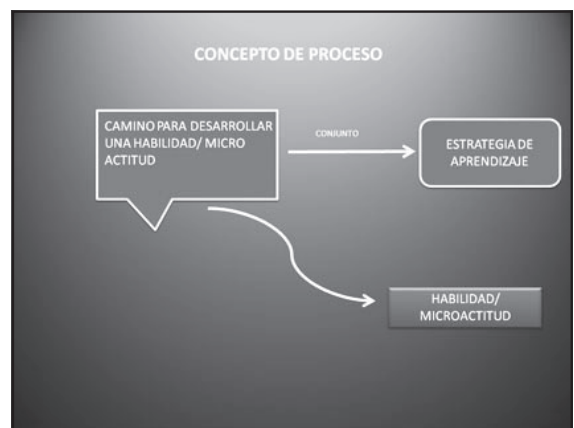 CONCEPTO DE PROCESO
CAMINO PARA DESARROLLAR
UNA HABILIDAD/ MICRO
ACTITUD
CONJUNTO
ESTRATEGIA DE
APRENDIZAJE
HABILIDAD/
MICROACTITUD